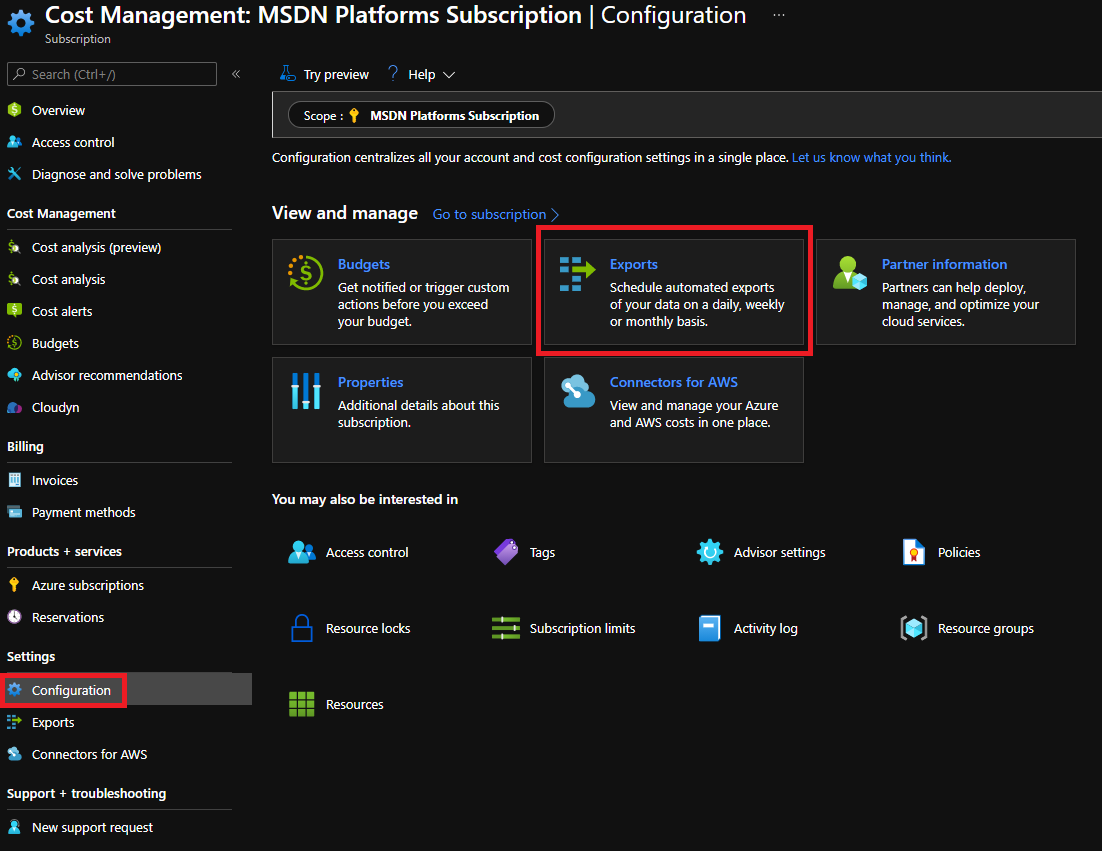 Cost Management: MSDN Platforms Subscription | Configuration ...
Subscription
Search (Ctrl+/)
«
Overview
Access control
Diagnose and solve problems
Cost Management
Cost analysis (preview)
Cost analysis
Cost alerts
Budgets
Advisor recommendations
Cloudyn
Billing
Invoices
Payment methods
Products + services
Azure subscriptions
Reservations
Settings
Configuration
Exports
Connectors for AWS
Support + troubleshooting
New support request
Try preview ? Help
Scope : MSDN Platforms Subscription
Configuration centralizes all your account and cost configuration settings in a single place. Let us know what you think.
View and manage Go to subscription
Budgets
Get notified or trigger custom
actions before you exceed
your budget.
Exports
Schedule automated exports
of your data on a daily, weekly
or monthly basis.
Partner information
Partners can help deploy,
manage, and optimize your
cloud services.
Properties
Additional details about this
subscription.
Connectors for AWS
View and manage your Azure
and AWS costs in one place.
You may also be interested in
Access control
Tags
Advisor settings
Policies
Resource locks
Subscription limits
Activity log
Resource groups
Resources